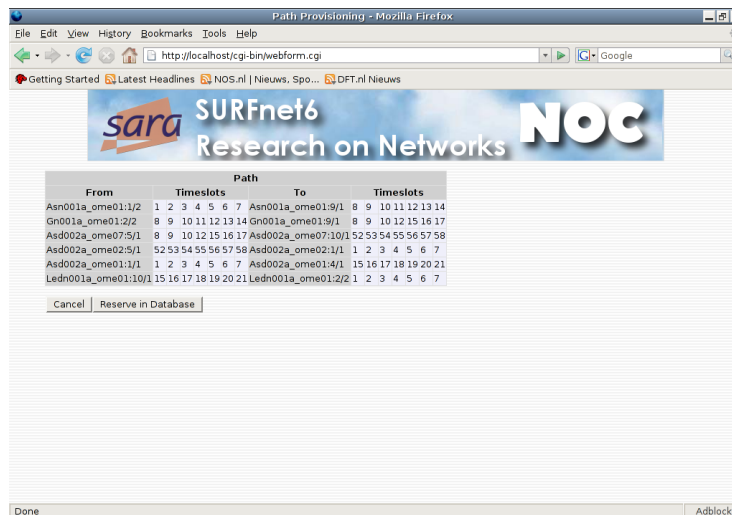 Path Provisioning - Mozilla Firefox
File Edit View History Bookmarks Tools Help
http://localhost/cgi-bin/webform.cgi
Google
Getting Started Latest Headlines NOS.nl | Nieuws, Spo... DFT.nl Nieuws
sara SURFnet6 NOC
Research on Networks
Path
From Timeslots To Timeslots
Asn001a_ome01:1/2 1 2 3 4 5 6 7 Asn001a_ome01:9/1 8 9 10 11 12 13 14
Gn001a_ome01:2/2 8 9 10 11 12 13 14 Gn001a_ome01:9/1 8 9 10 12 15 16 17
Asd002a_ome07:5/1 8 9 10 12 15 16 17 Asd002a_ome07:10/1 52 53 54 55 56 57 58
Asd002a_ome02:5/1 52 53 54 55 56 57 58 Asd002a_ome02:1/1 1 2 3 4 5 6 7
Asd002a_ome01:1/1 1 2 3 4 5 6 7 Asd002a_ome01:4/1 15 16 17 18 19 20 21
Ledn001a_ome01:10/1 15 16 17 18 19 20 21 Ledn001a_ome01:2/2 1 2 3 4 5 6 7
Cancel Reserve in Database
Done Adblock